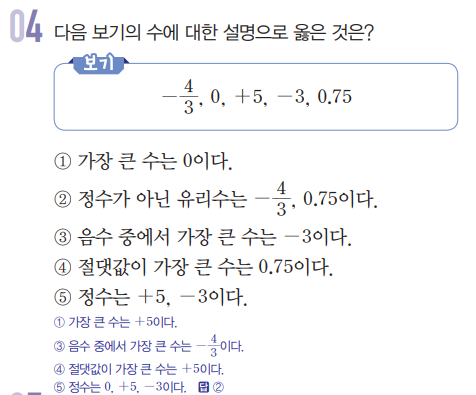 04 다음 보기의 수에 대한 설명으로 옳은 것은?
보기
−4/3, 0, +5, −3, 0.75
① 가장 큰 수는 0이다.
② 정수가 아닌 유리수는 −4/3, 0.75이다.
③ 음수 중에서 가장 큰 수는 −3이다.
④ 절댓값이 가장 큰 수는 0.75이다.
⑤ 정수는 +5, −3이다.
① 가장 큰 수는 +5이다.
③ 음수 중에서 가장 큰 수는 −4/3이다.
④ 절댓값이 가장 큰 수는 +5이다.
⑤ 정수는 0, +5, −3이다. 답 ②